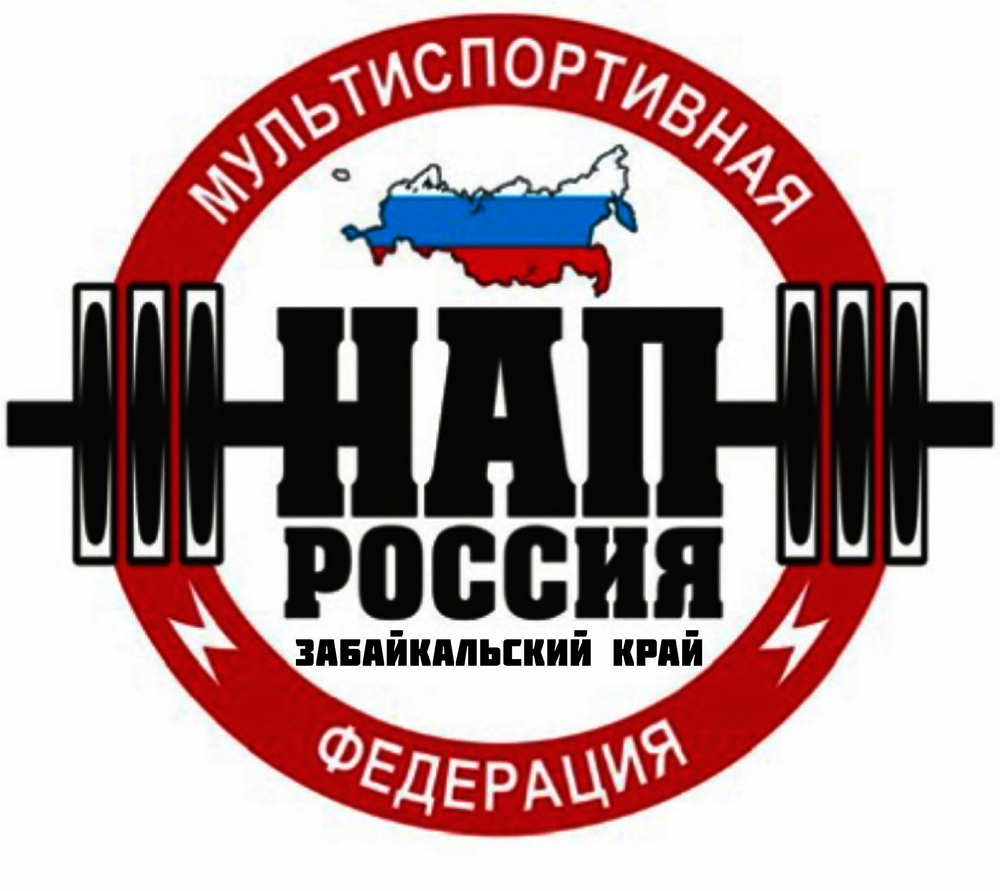 МУЛЬТИСПОРТИВНАЯ
НАП
РОССИЯ
ЗАБАЙКАЛЬСКИЙ КРАЙ
ФЕДЕРАЦИЯ